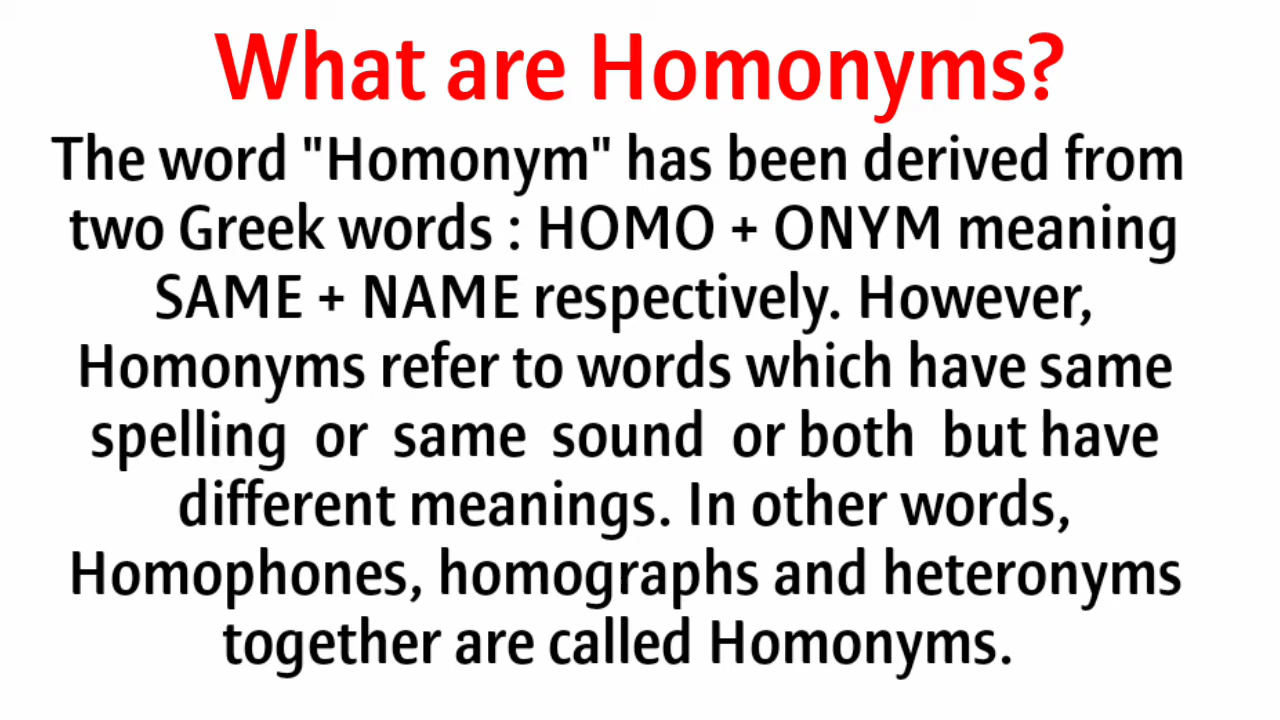 What are Homonyms?
The word "Homonym" has been derived from
two Greek words : HOMO + ONYM meaning
SAME + NAME respectively. However,
Homonyms refer to words which have same
spelling or same sound or both but have
different meanings. In other words,
Homophones, homographs and heteronyms
together are called Homonyms.